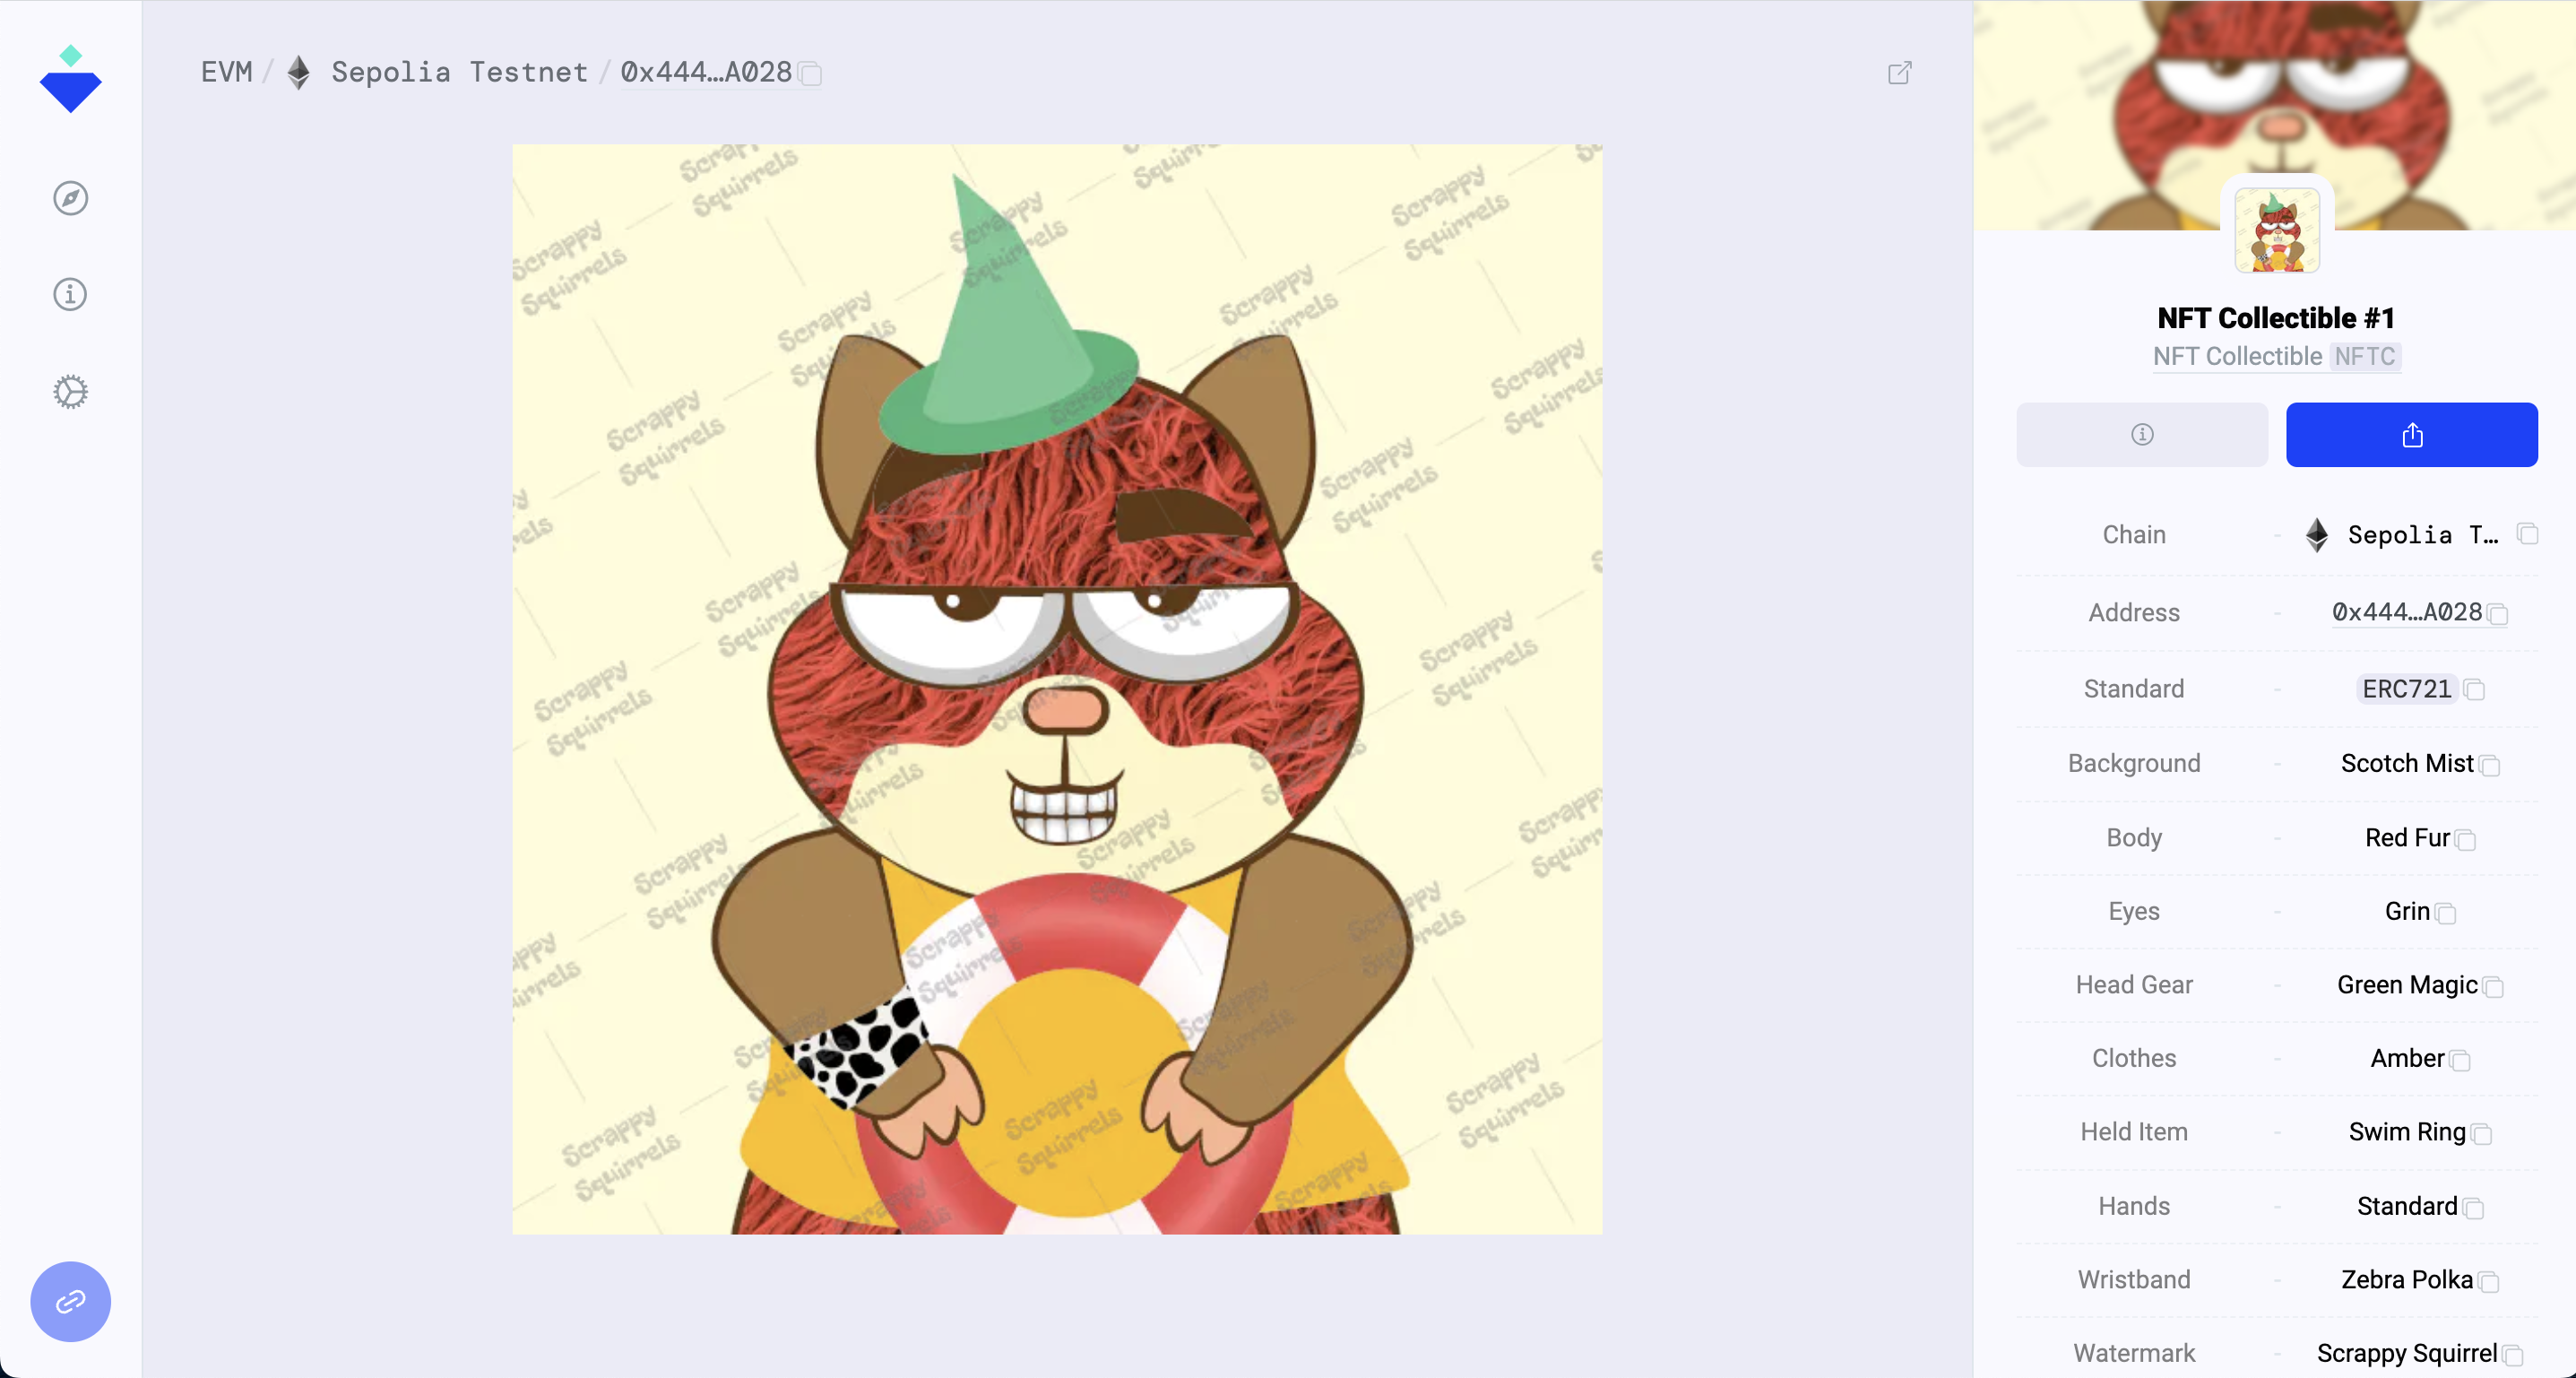 EVM / Sepolia Testnet / 0x444…A028
Scrappy
Squirrels
NFT Collectible #1
NFT Collectible NFTC
Chain - Sepolia T…
Address - 0x444…A028
Standard - ERC721
Background - Scotch Mist
Body - Red Fur
Eyes - Grin
Head Gear - Green Magic
Clothes - Amber
Held Item - Swim Ring
Hands - Standard
Wristband - Zebra Polka
Watermark - Scrappy Squirrel